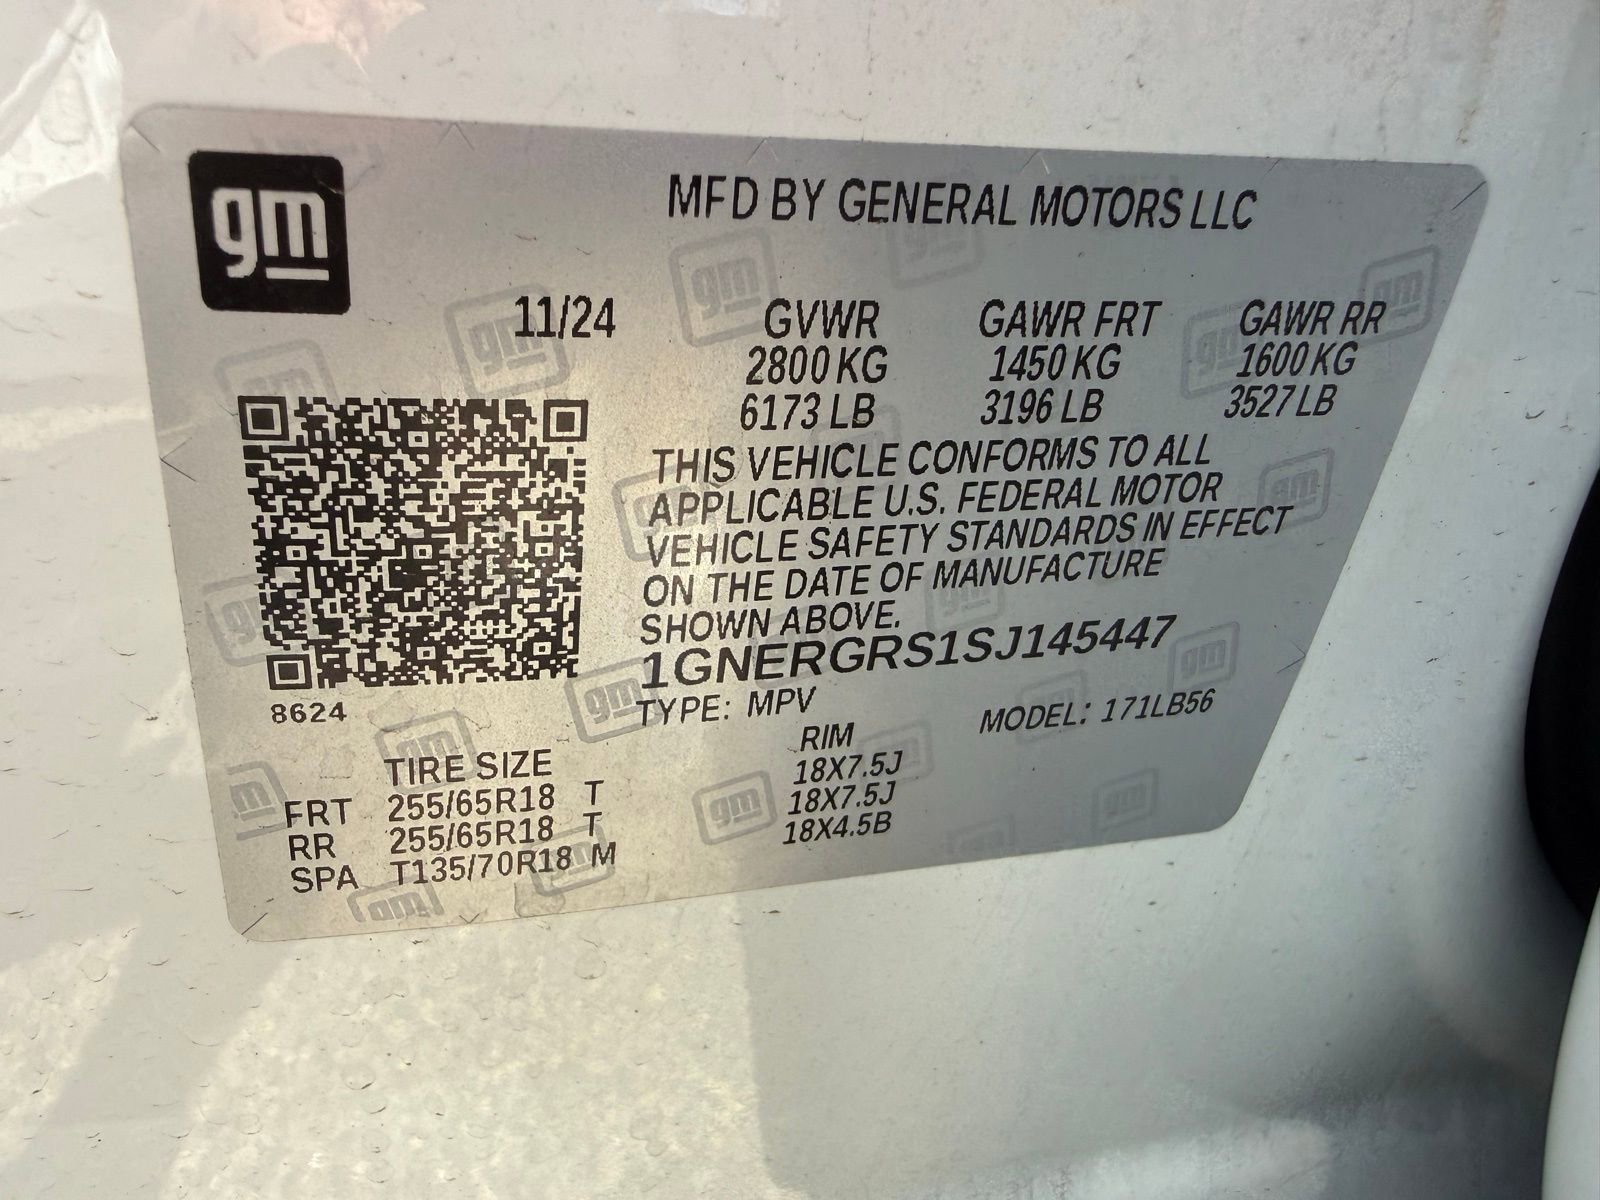 gm
MFD BY GENERAL MOTORS LLC
11/24 GVWR GAWR FRT GAWR RR
2800 KG 1450 KG 1600 KG
6173 LB 3196 LB 3527 LB
THIS VEHICLE CONFORMS TO ALL
APPLICABLE U.S. FEDERAL MOTOR
VEHICLE SAFETY STANDARDS IN EFFECT
ON THE DATE OF MANUFACTURE
SHOWN ABOVE.
1GNERGRS1SJ145447
8624
TYPE: MPV MODEL: 171LB56
TIRE SIZE RIM
FRT 255/65R18 T 18X7.5J
RR 255/65R18 T 18X7.5J
SPA T135/70R18 M 18X4.5B